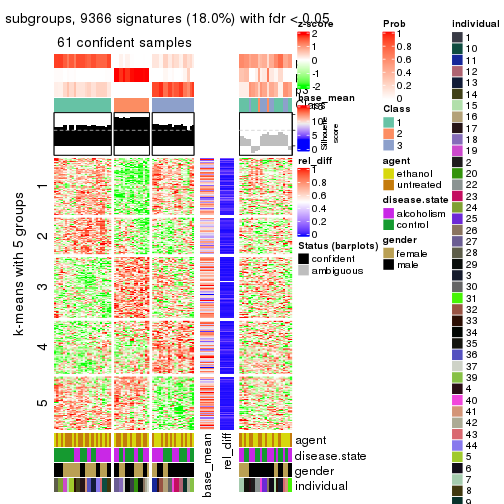 subgroups, 9366 signatures (18.0%) with fdr < 0.05
61 confident samples
k-means with 5 groups
1
2
3
4
5
Silhouette
score
base_mean
rel_diff
agent
disease.state
gender
individual
z-score
2
1
0
-1
-2
base_mean
15
10
5
0
rel_diff
1
0.8
0.6
0.4
0.2
0
Status (barplots)
confident
ambiguous
Prob
1
0.8
0.6
0.4
0.2
0
Class
1
2
3
agent
ethanol
untreated
disease.state
alcoholism
control
gender
female
male
individual
1
10
11
12
13
14
15
16
17
18
19
2
20
22
23
24
25
26
27
28
29
3
30
31
32
33
34
35
36
37
39
4
40
41
42
43
44
5
6
7
8
9